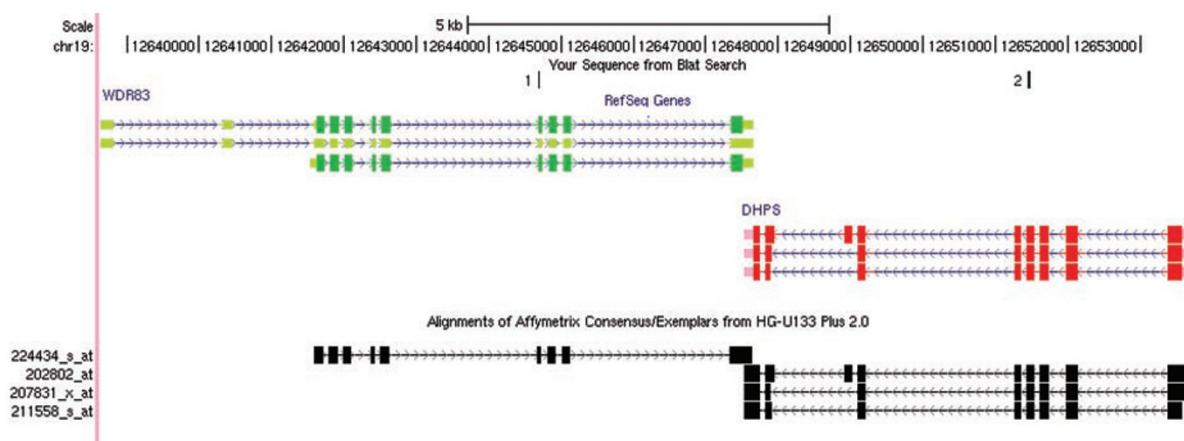 Scale 5 kb
chr19: 12640000 12641000 12642000 12643000 12644000 12645000 12646000 12647000 12648000 12649000 12650000 12651000 12652000 12653000
Your Sequence from Blat Search
1 2
WDR83 RefSeq Genes
DHPS
Alignments of Affymetrix Consensus/Exemplars from HG-U133 Plus 2.0
224434_s_at
202802_at
207831_x_at
211558_s_at